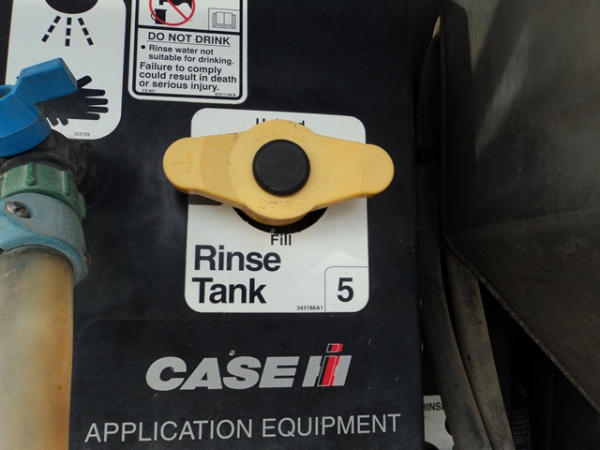 DO NOT DRINK
• Rinse water not
suitable for drinking.
Failure to comply
could result in death
or serious injury.
Fill
Rinse
Tank
5
343186A1
CASE IH
APPLICATION EQUIPMENT